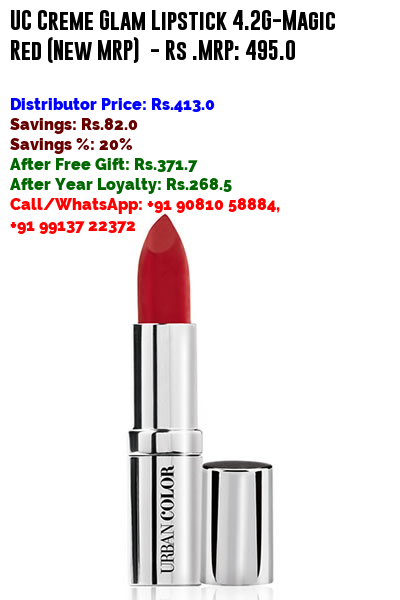 UC Creme Glam Lipstick 4.2G-Magic
Red (New MRP)  - Rs .MRP: 495.0
Distributor Price: Rs.413.0
Savings: Rs.82.0
Savings %: 20%
After Free Gift: Rs.371.7
After Year Loyalty: Rs.268.5
Call/WhatsApp: +91 90810 58884,
+91 99137 22372
URBAN COLOR